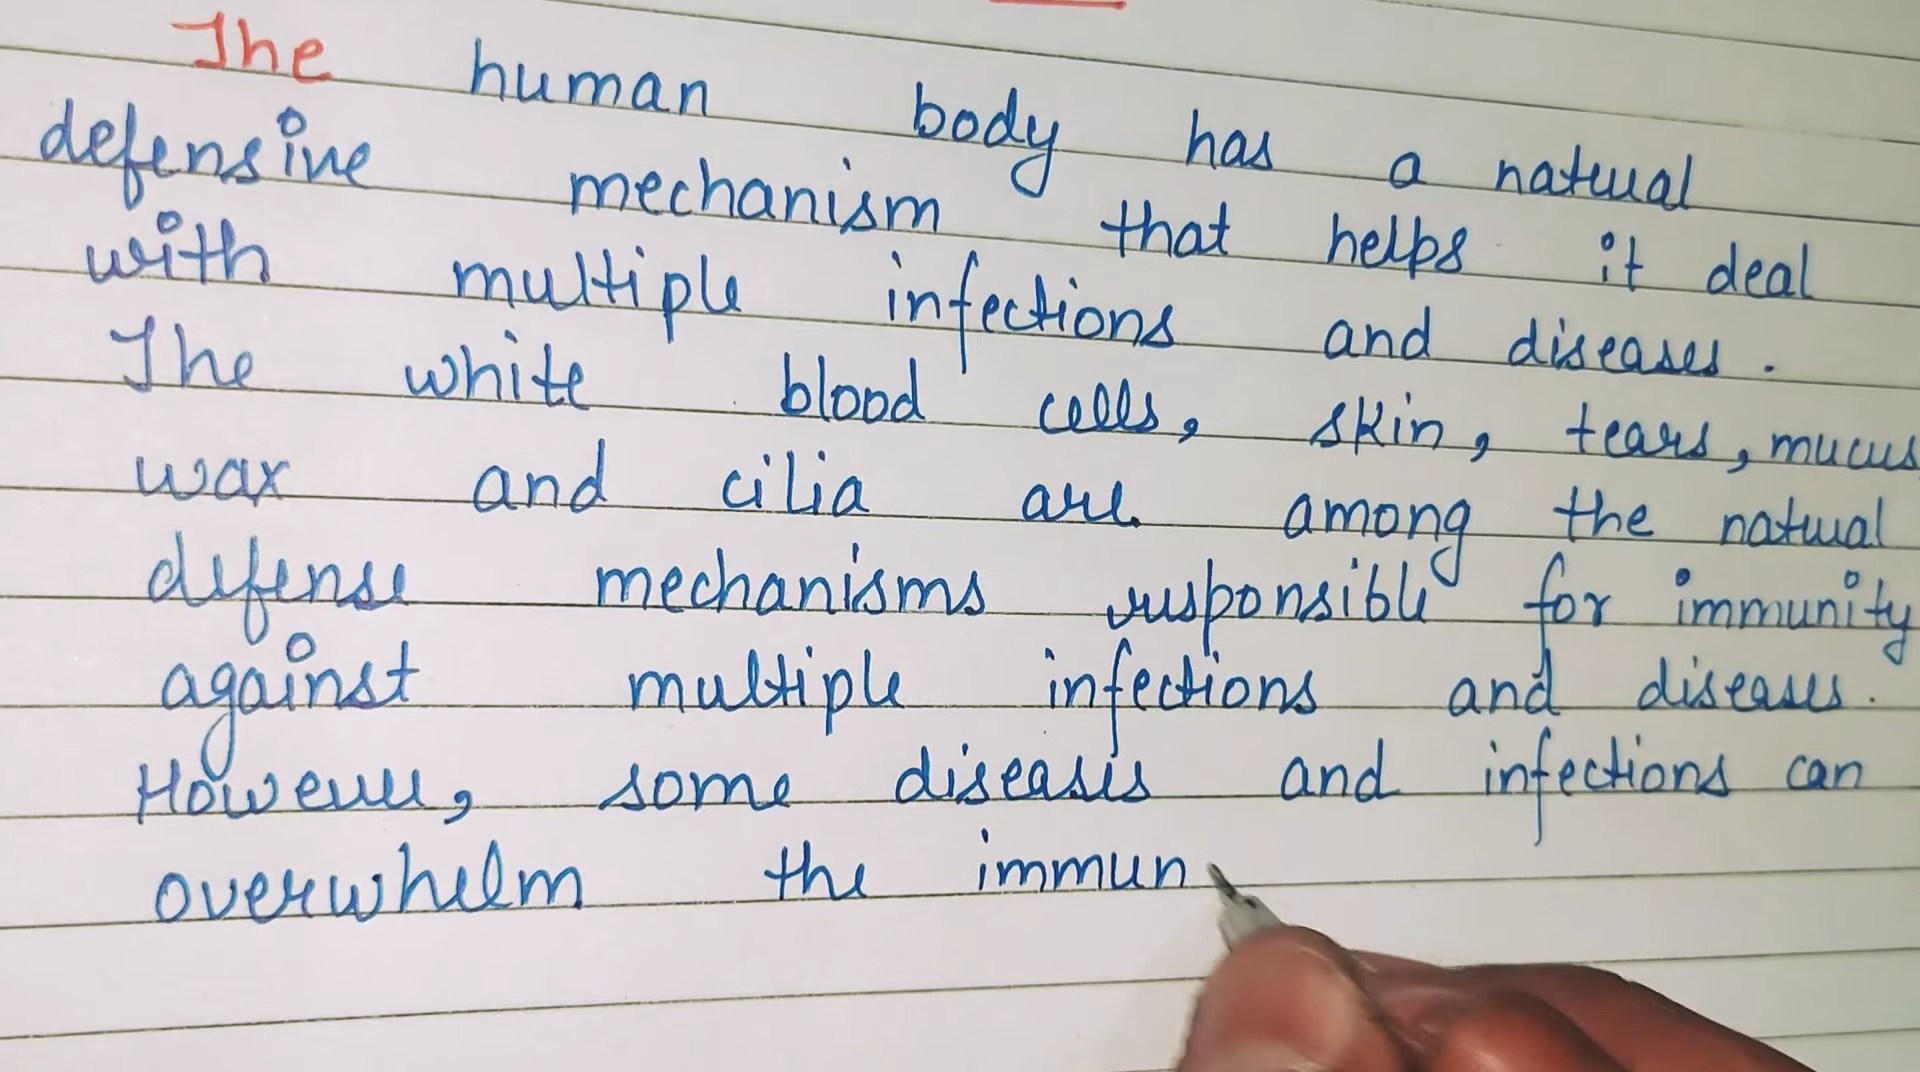 The human body has a natural
defensive mechanism that helps it deal
with multiple infections and diseases.
The white blood cells, skin, tears, mucus
wax and cilia are among the natural
defense mechanisms responsible for immunity
against multiple infections and diseases.
However, some diseases and infections can
overwhelm the immun